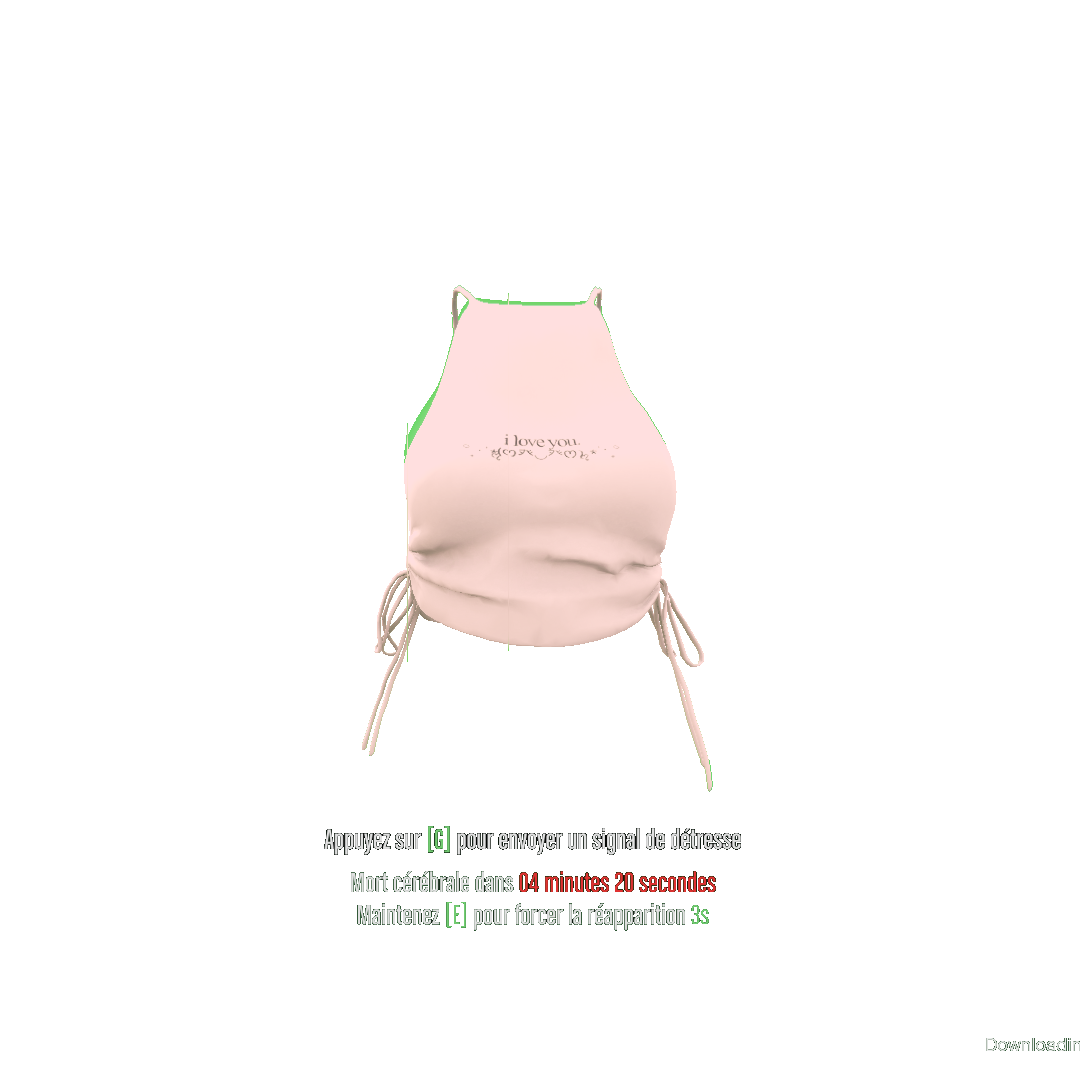 i love you.
Appuyez sur [G] pour envoyer un signal de détresse
Mort cérébrale dans 04 minutes 20 secondes
Maintenez [E] pour forcer la réapparition 3s
Downloadin